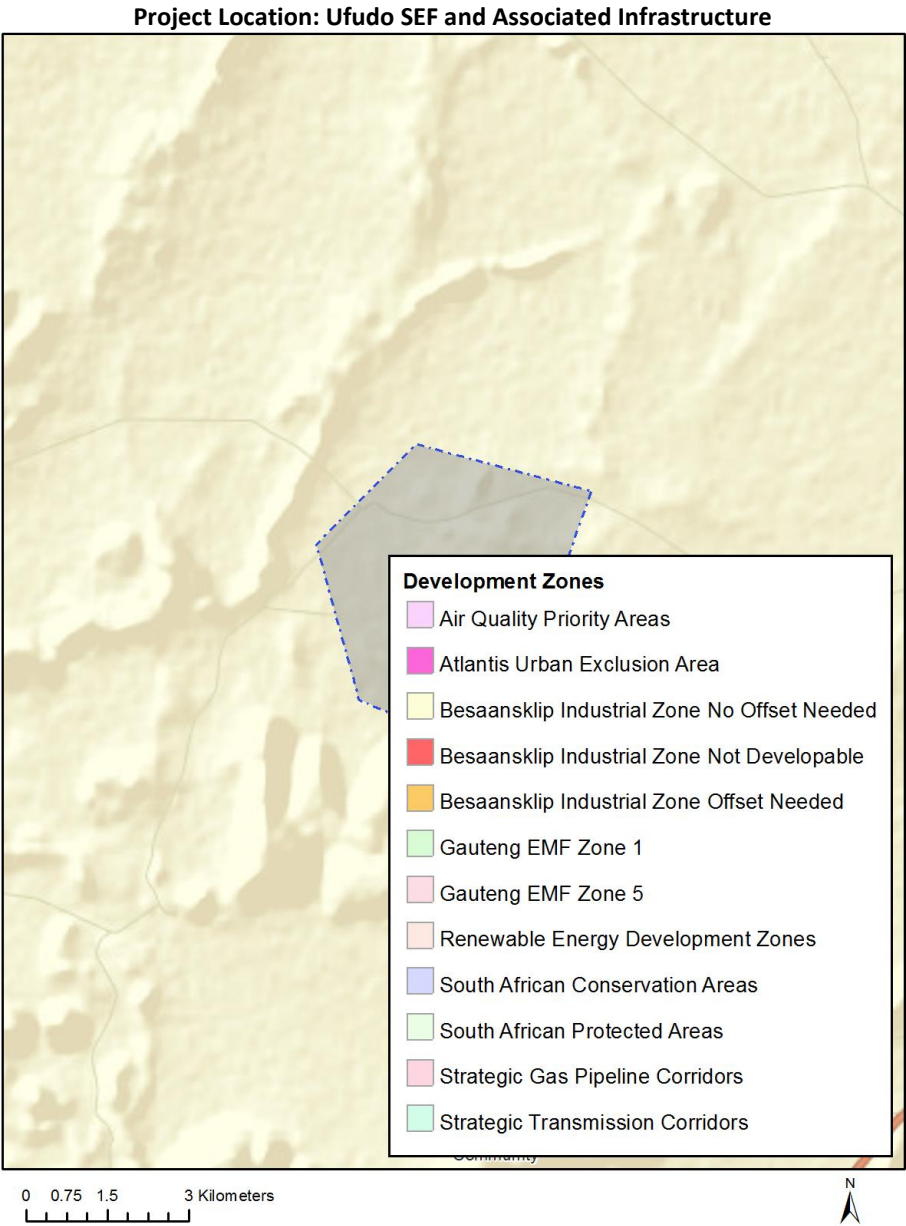 Project Location: Ufudo SEF and Associated Infrastructure
Development Zones
Air Quality Priority Areas
Atlantis Urban Exclusion Area
Besaansklip Industrial Zone No Offset Needed
Besaansklip Industrial Zone Not Developable
Besaansklip Industrial Zone Offset Needed
Gauteng EMF Zone 1
Gauteng EMF Zone 5
Renewable Energy Development Zones
South African Conservation Areas
South African Protected Areas
Strategic Gas Pipeline Corridors
Strategic Transmission Corridors
Community
0 0.75 1.5 3 Kilometers
N